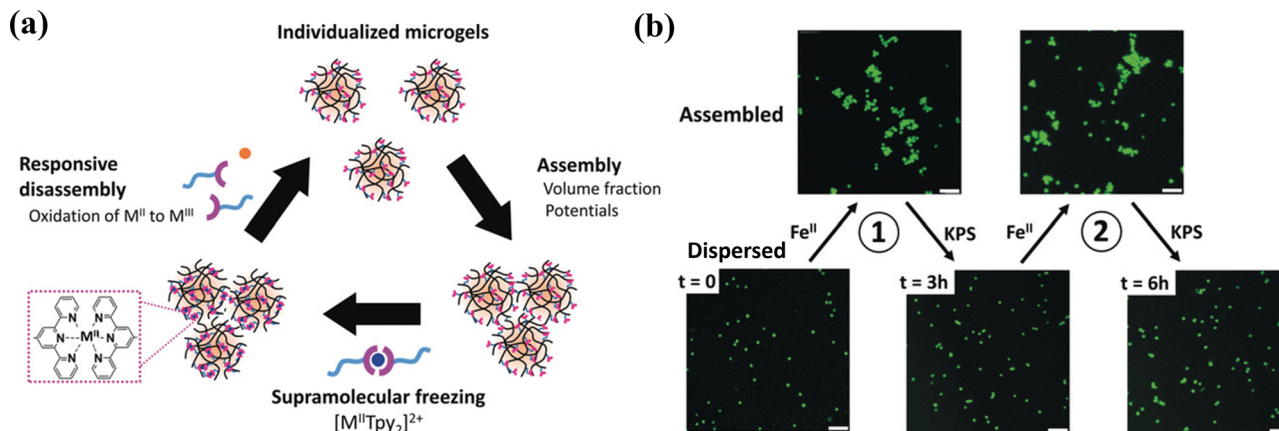 (a)
Individualized microgels
Responsive
disassembly
Oxidation of Mᴵᴵ to Mᴵᴵᴵ
Assembly
Volume fraction
Potentials
N
N
N
Mᴵᴵ
N
N
N
Supramolecular freezing
[MᴵᴵTpy₂]²⁺
(b)
Assembled
Feᴵᴵ
1
KPS
Feᴵᴵ
2
KPS
Dispersed
t = 0
t = 3h
t = 6h